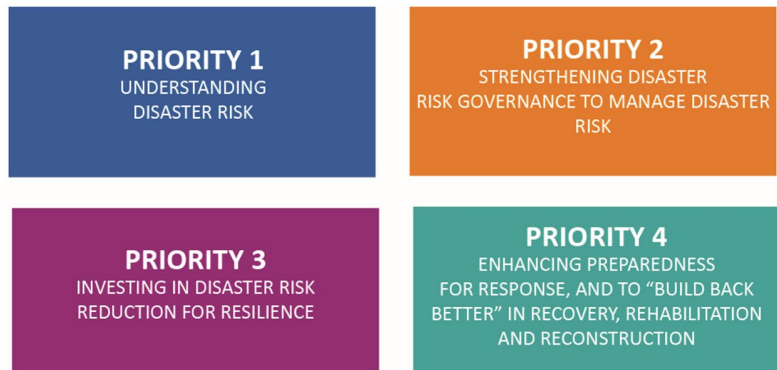 PRIORITY 1
UNDERSTANDING
DISASTER RISK
PRIORITY 2
STRENGTHENING DISASTER
RISK GOVERNANCE TO MANAGE DISASTER
RISK
PRIORITY 3
INVESTING IN DISASTER RISK
REDUCTION FOR RESILIENCE
PRIORITY 4
ENHANCING PREPAREDNESS
FOR RESPONSE, AND TO “BUILD BACK
BETTER” IN RECOVERY, REHABILITATION
AND RECONSTRUCTION